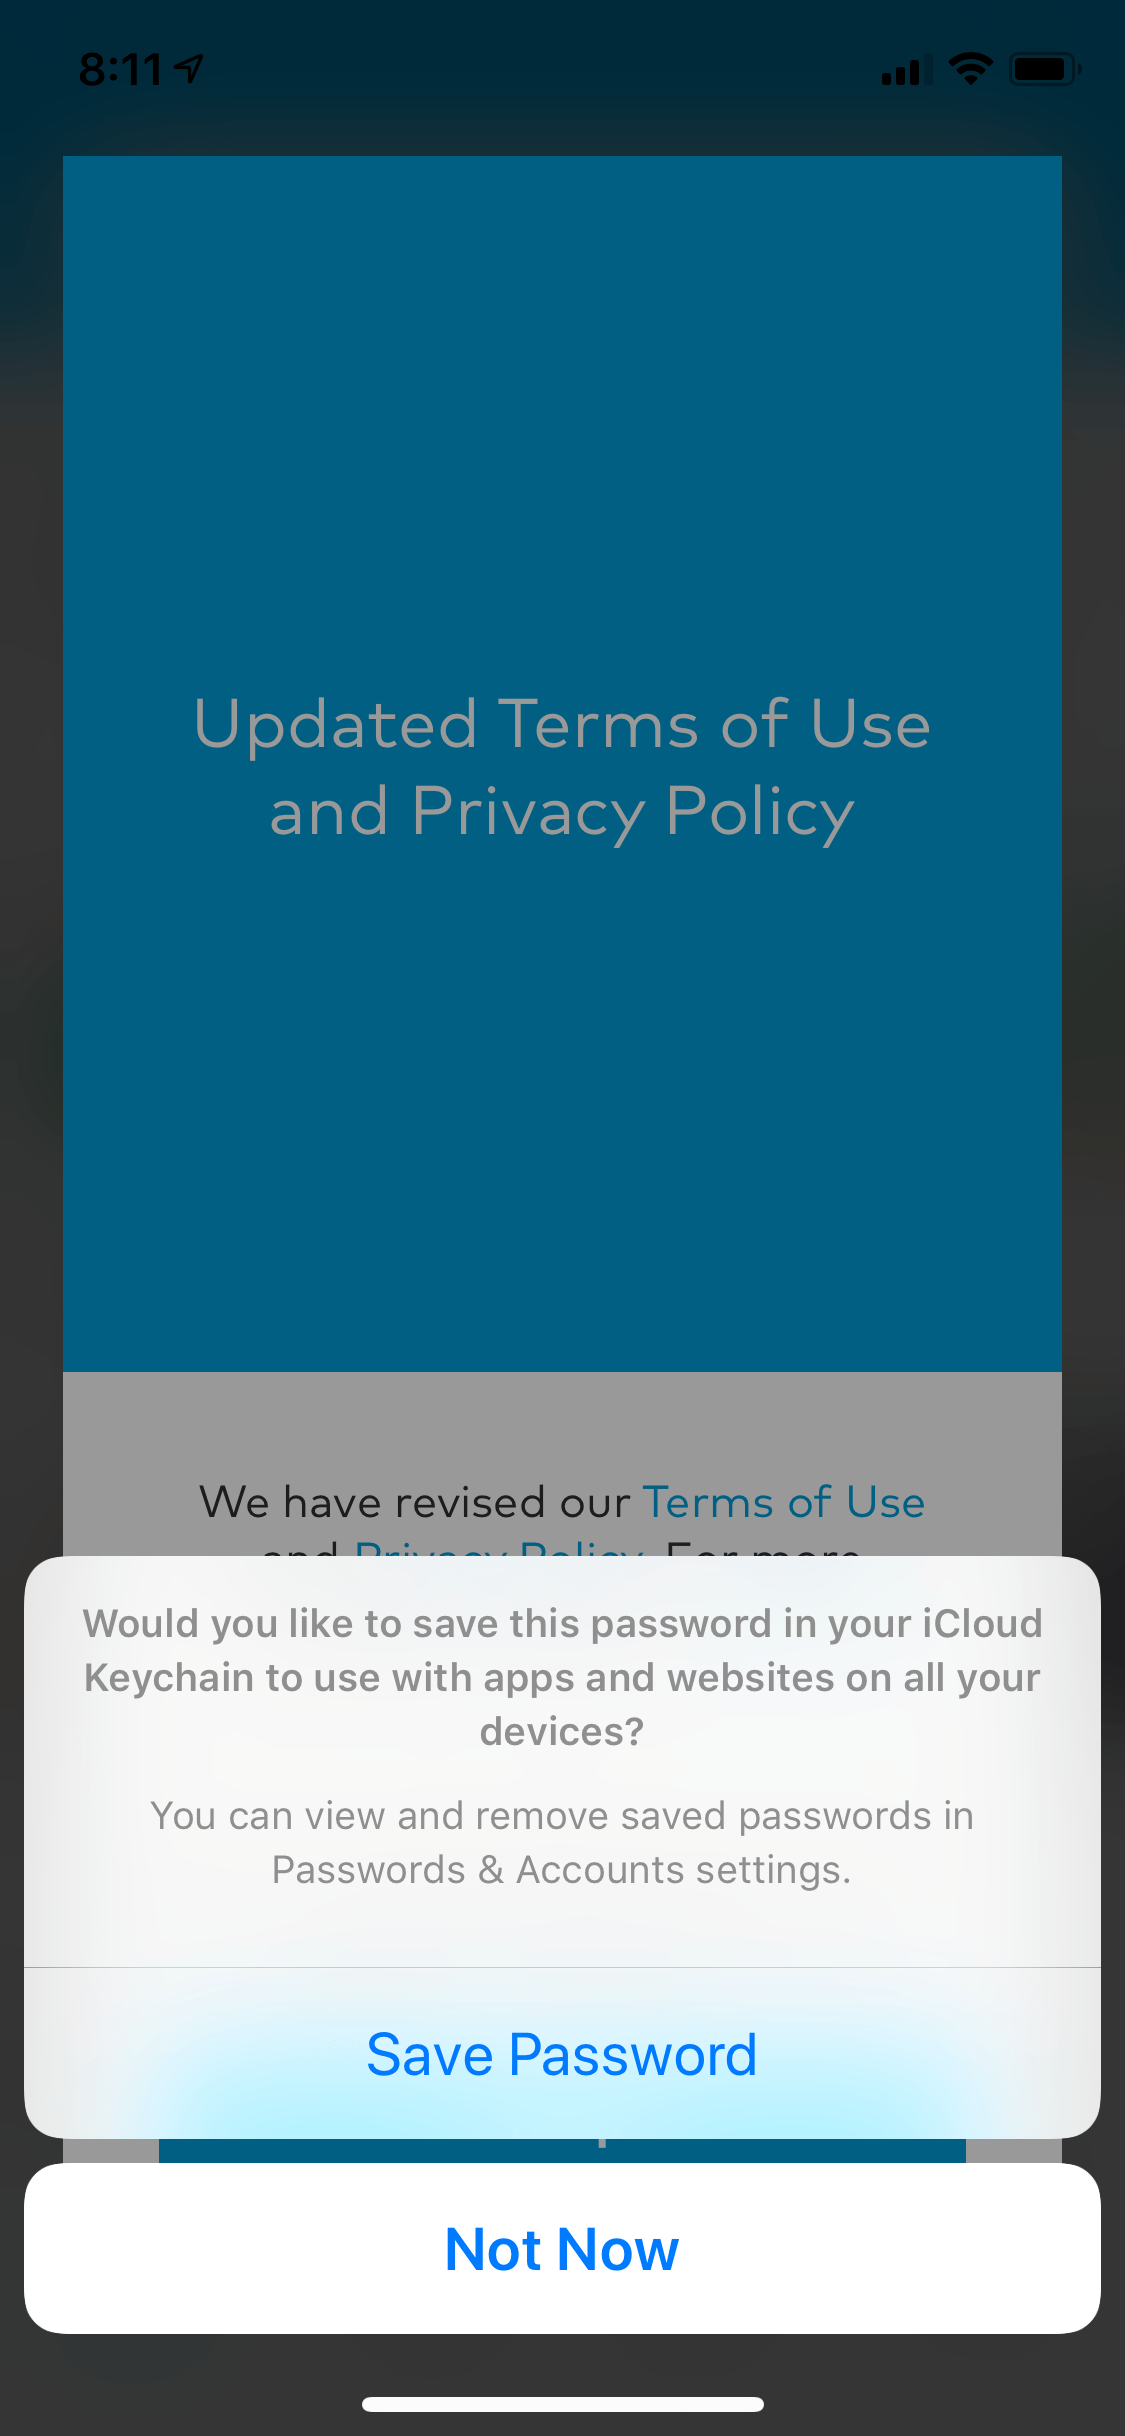 8:11
Updated Terms of Use
and Privacy Policy
We have revised our Terms of Use
and Privacy Policy. For more
Would you like to save this password in your iCloud
Keychain to use with apps and websites on all your
devices?
You can view and remove saved passwords in
Passwords & Accounts settings.
Save Password
Not Now